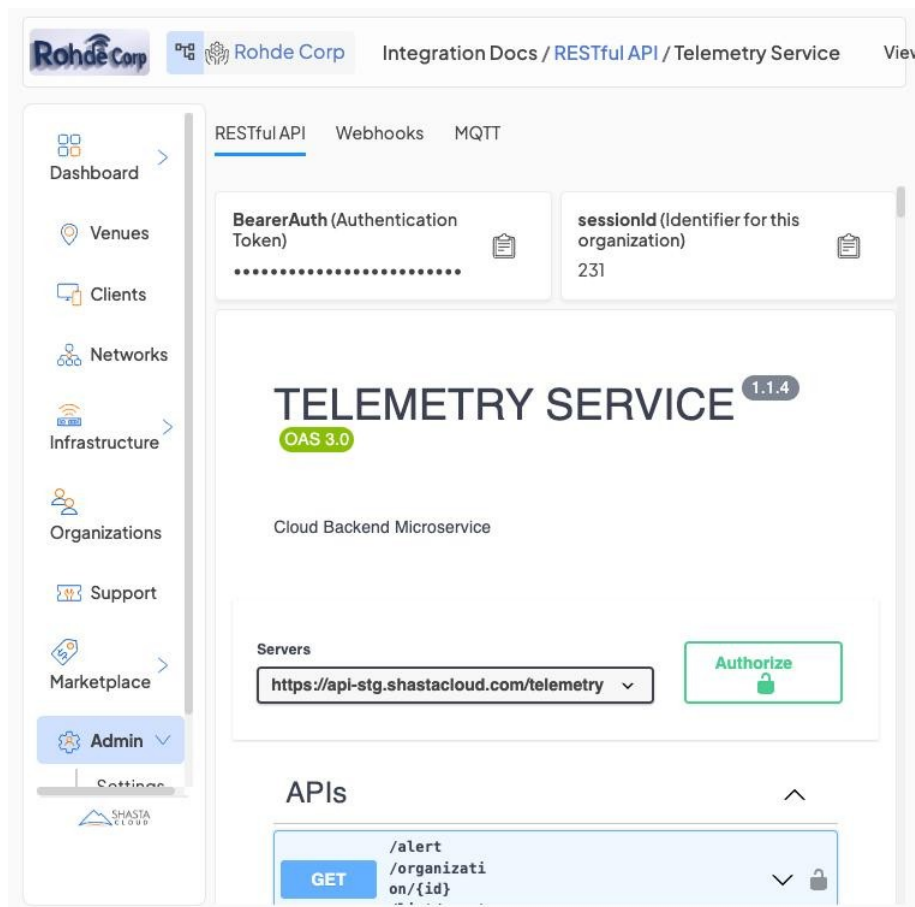 Rohde Corp
Rohde Corp
Integration Docs / RESTful API / Telemetry Service
View
Dashboard
Venues
Clients
Networks
Infrastructure
Organizations
Support
Marketplace
Admin
Settings
SHASTA
CLOUD
RESTful API Webhooks MQTT
BearerAuth (Authentication
Token)
••••••••••••••••••••••••
sessionId (Identifier for this
organization)
231
TELEMETRY SERVICE 1.1.4
OAS 3.0
Cloud Backend Microservice
Servers
https://api-stg.shastacloud.com/telemetry
Authorize
APIs
GET
/alert
/organizati
on/{id}